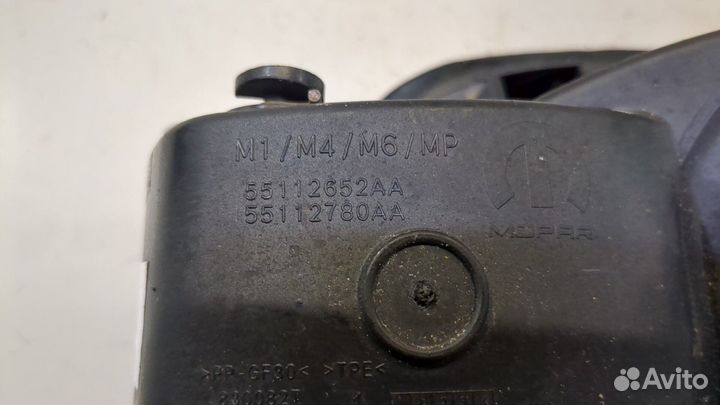 M1/M4/M6/MP
55112652AA
55112780AA
MOPAR
>PP-GF30< >TPE<
Avito